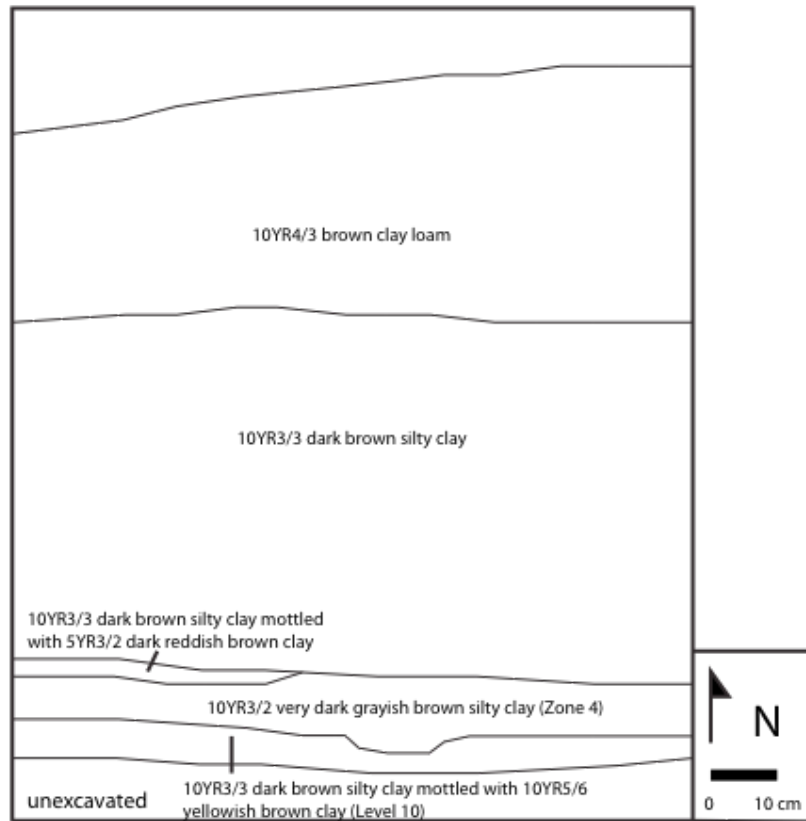 10YR4/3 brown clay loam
10YR3/3 dark brown silty clay
10YR3/3 dark brown silty clay mottled
with 5YR3/2 dark reddish brown clay
10YR3/2 very dark grayish brown silty clay (Zone 4)
10YR3/3 dark brown silty clay mottled with 10YR5/6
yellowish brown clay (Level 10)
unexcavated
N
0 10 cm